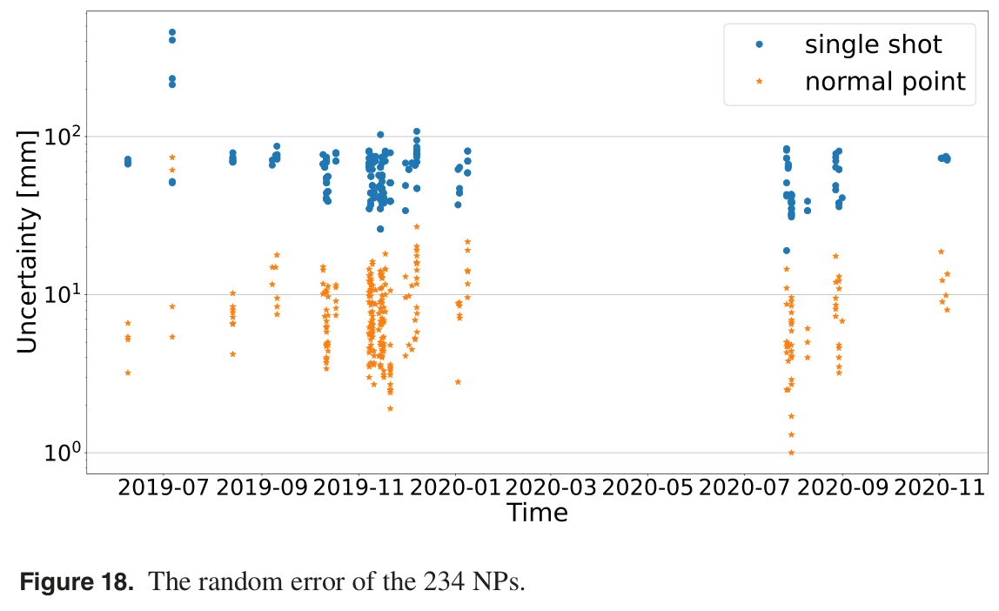 single shot
normal point
Uncertainty [mm]
10²
10¹
10⁰
2019-07 2019-09 2019-11 2020-01 2020-03 2020-05 2020-07 2020-09 2020-11
Time
Figure 18. The random error of the 234 NPs.